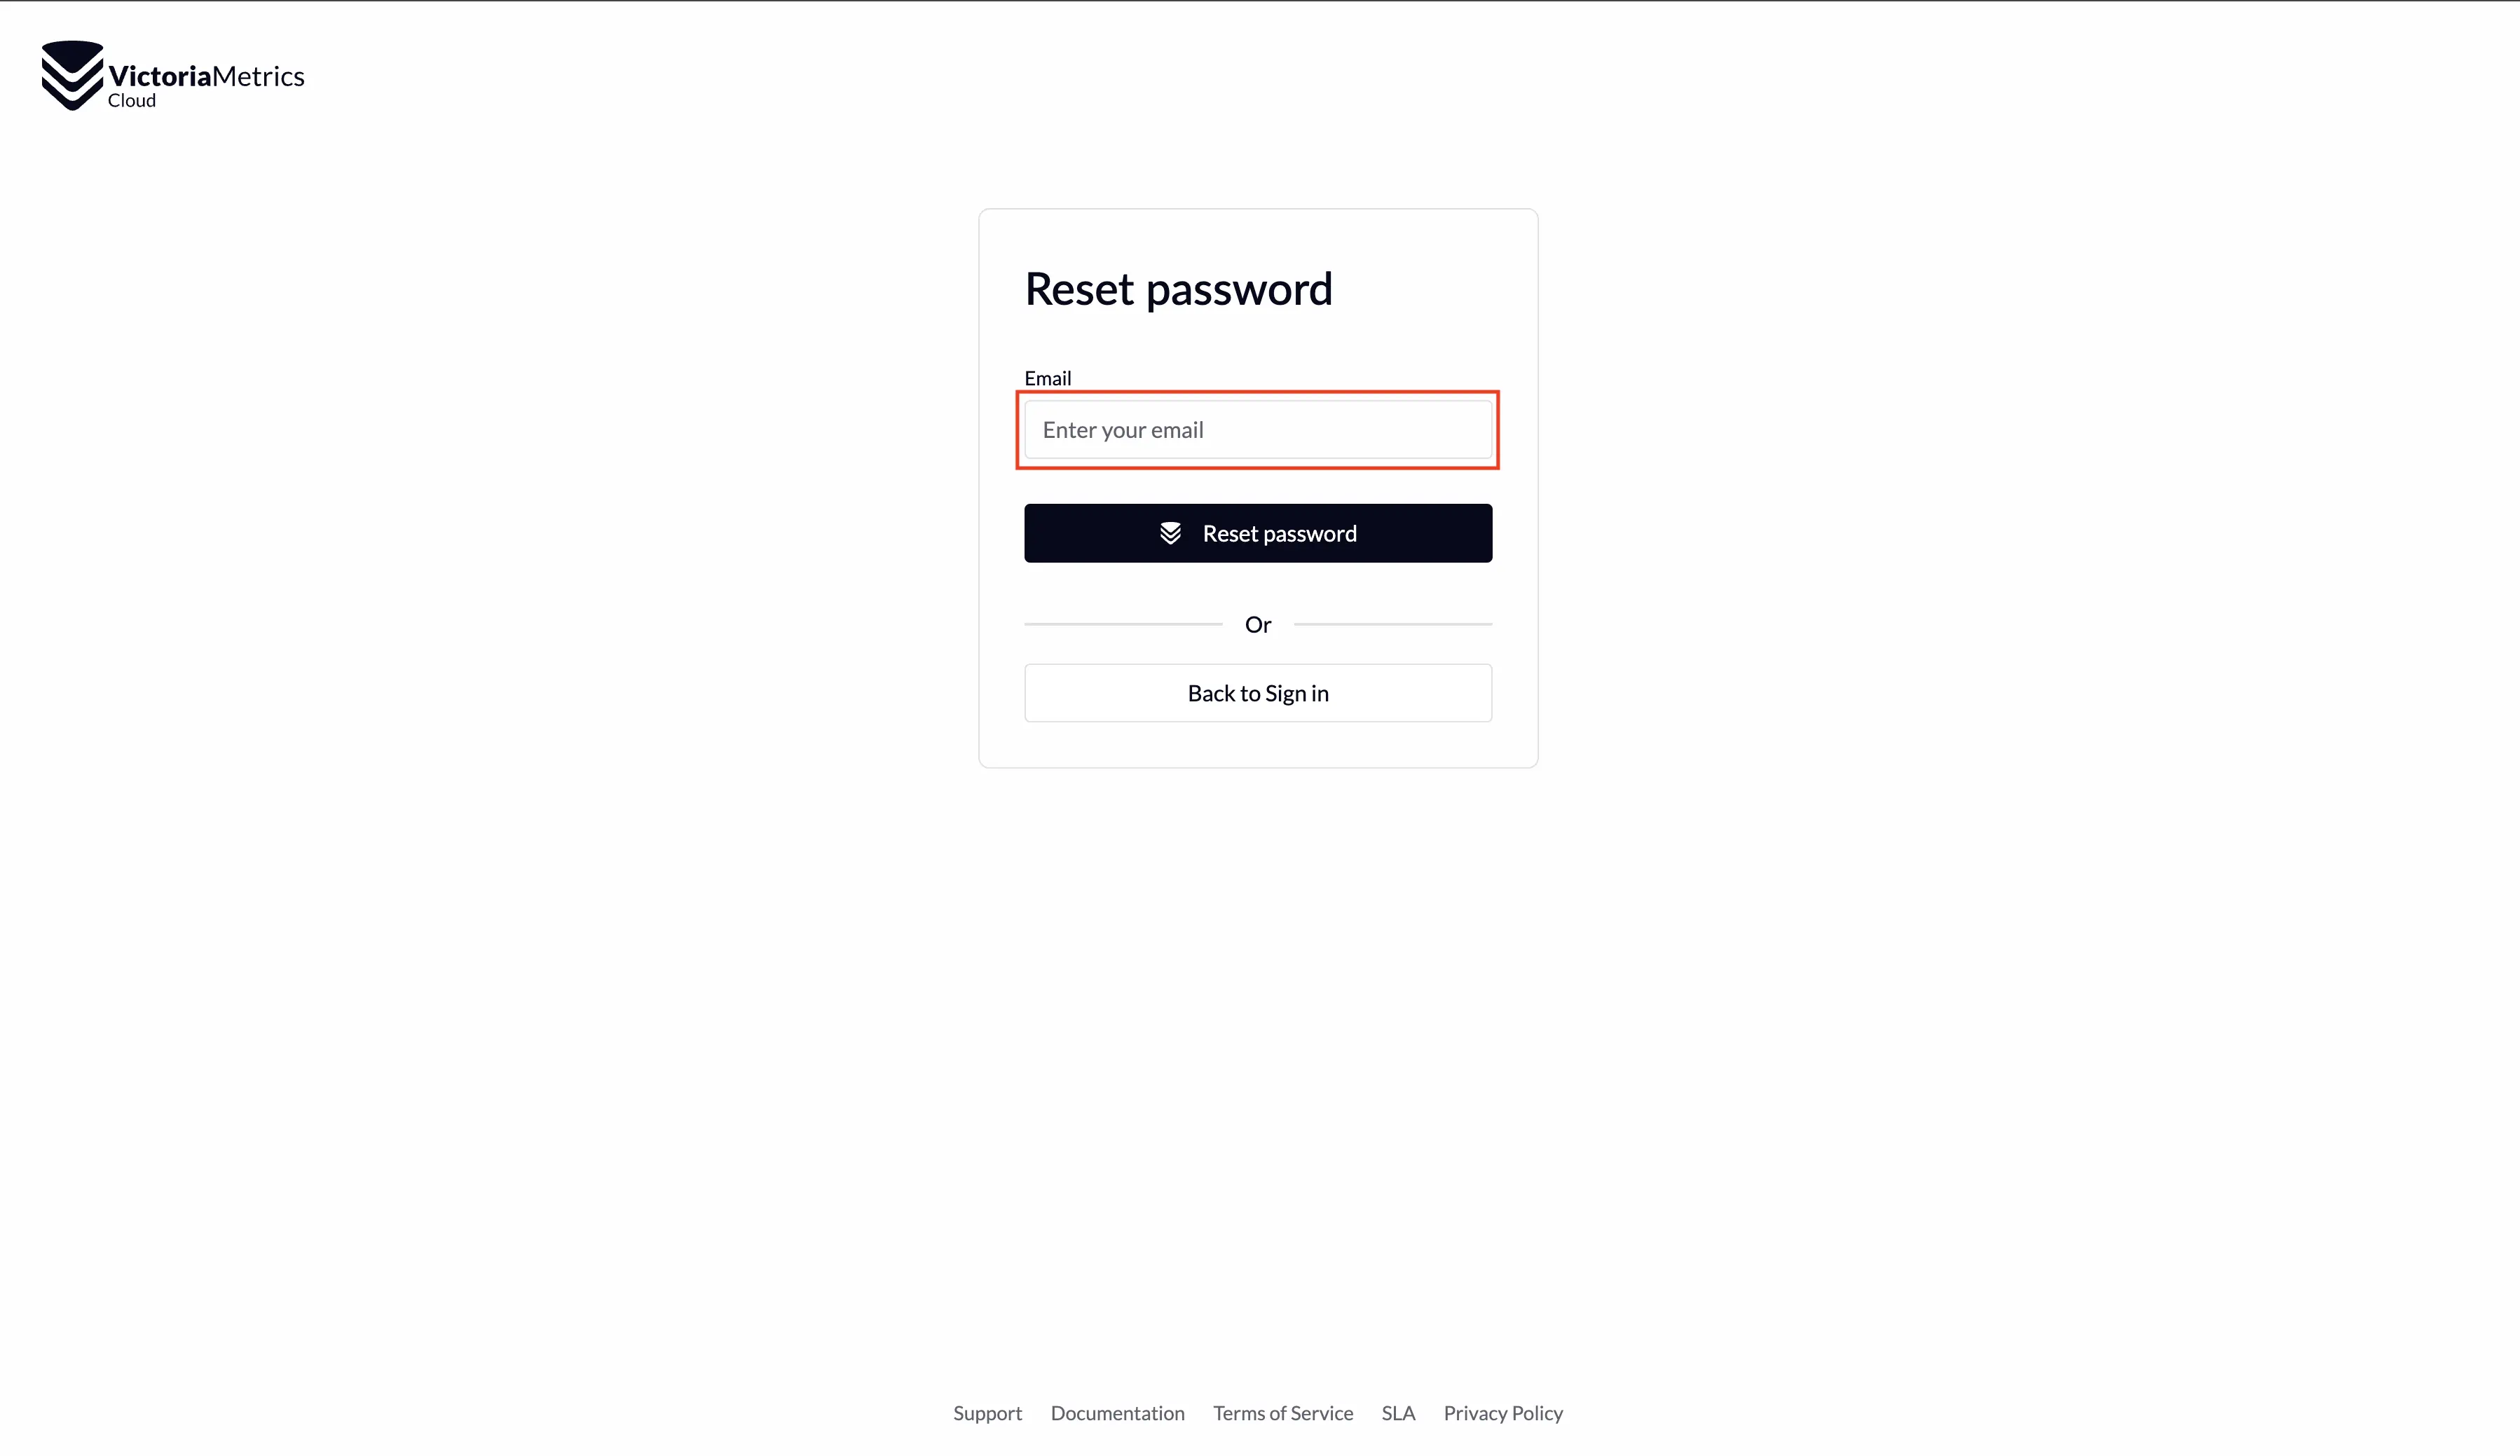 VictoriaMetrics
Cloud
Reset password
Email
Enter your email
Reset password
Or
Back to Sign in
Support Documentation Terms of Service SLA Privacy Policy